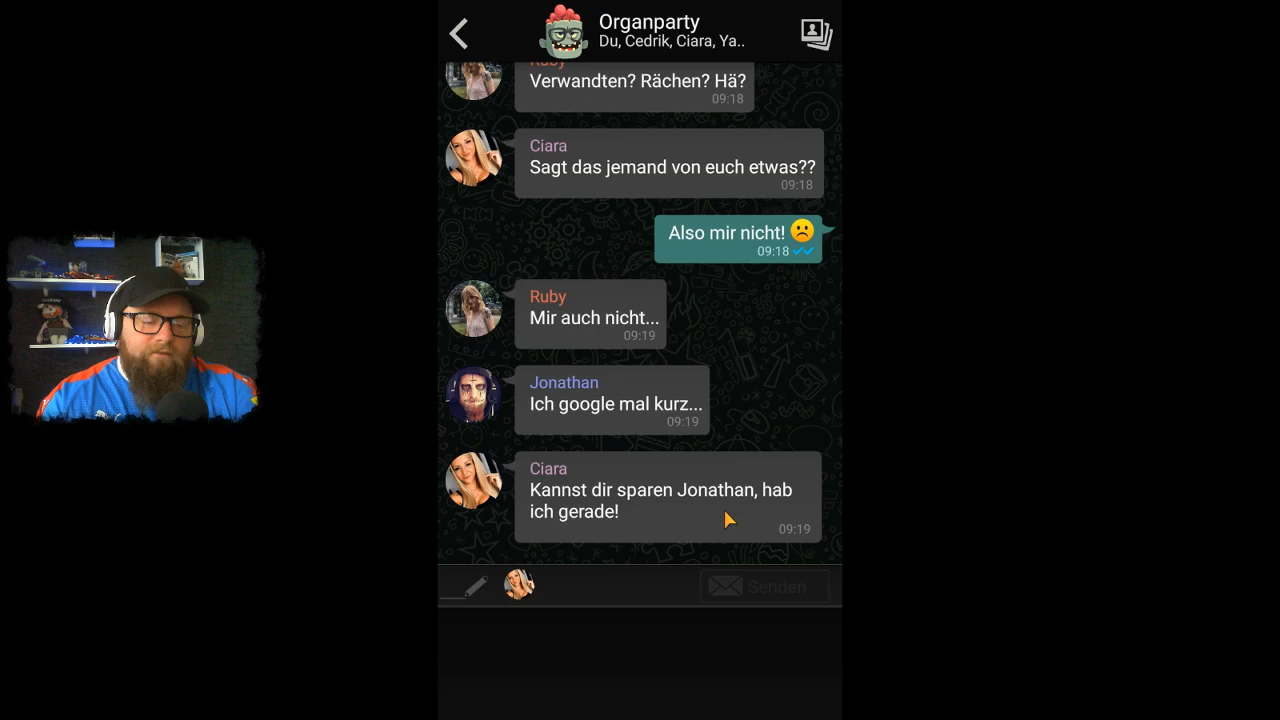 Organparty
Du, Cedrik, Ciara, Ya..
Ruby
Verwandten? Rächen? Hä?
09:18
Ciara
Sagt das jemand von euch etwas??
09:18
Also mir nicht! ☹️
09:18
Ruby
Mir auch nicht...
09:19
Jonathan
Ich google mal kurz...
09:19
Ciara
Kannst dir sparen Jonathan, hab
ich gerade!
09:19
Senden